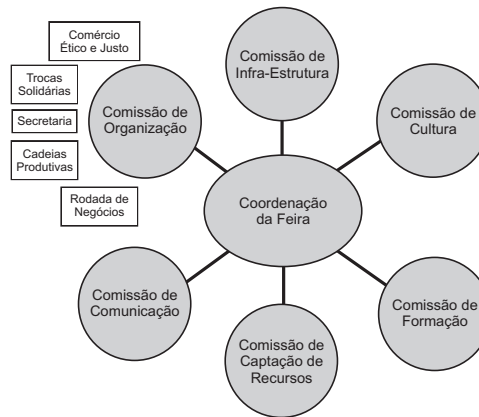 Comércio
Ético e Justo
Trocas
Solidárias
Secretaria
Cadeias
Produtivas
Rodada de
Negócios
Comissão de
Organização
Comissão de
Infra-Estrutura
Comissão de
Cultura
Coordenação
da Feira
Comissão de
Comunicação
Comissão de
Captação de
Recursos
Comissão de
Formação